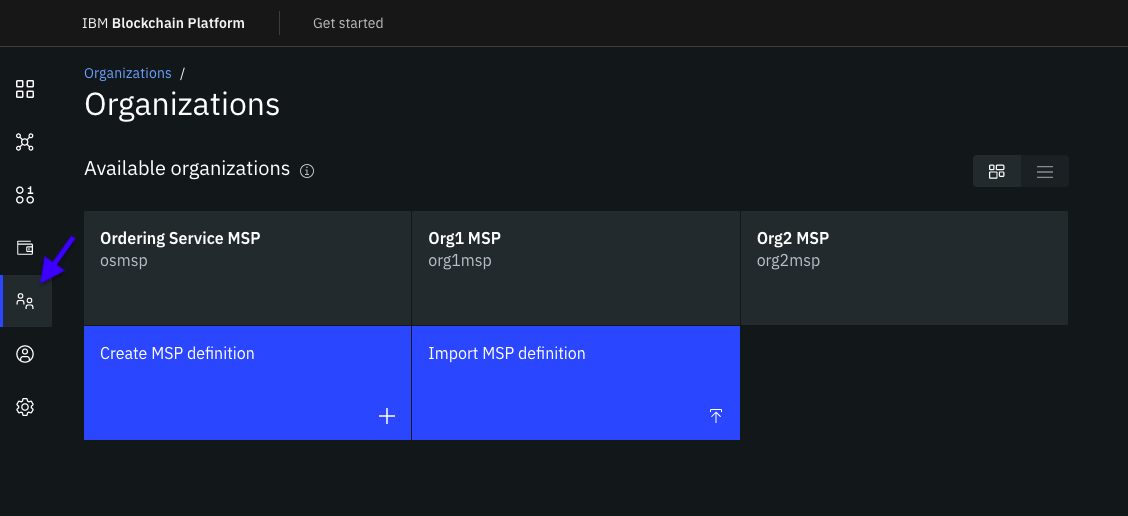 IBM Blockchain Platform
Get started
Organizations /
Organizations
Available organizations
Ordering Service MSP
osmsp
Org1 MSP
org1msp
Org2 MSP
org2msp
Create MSP definition
Import MSP definition